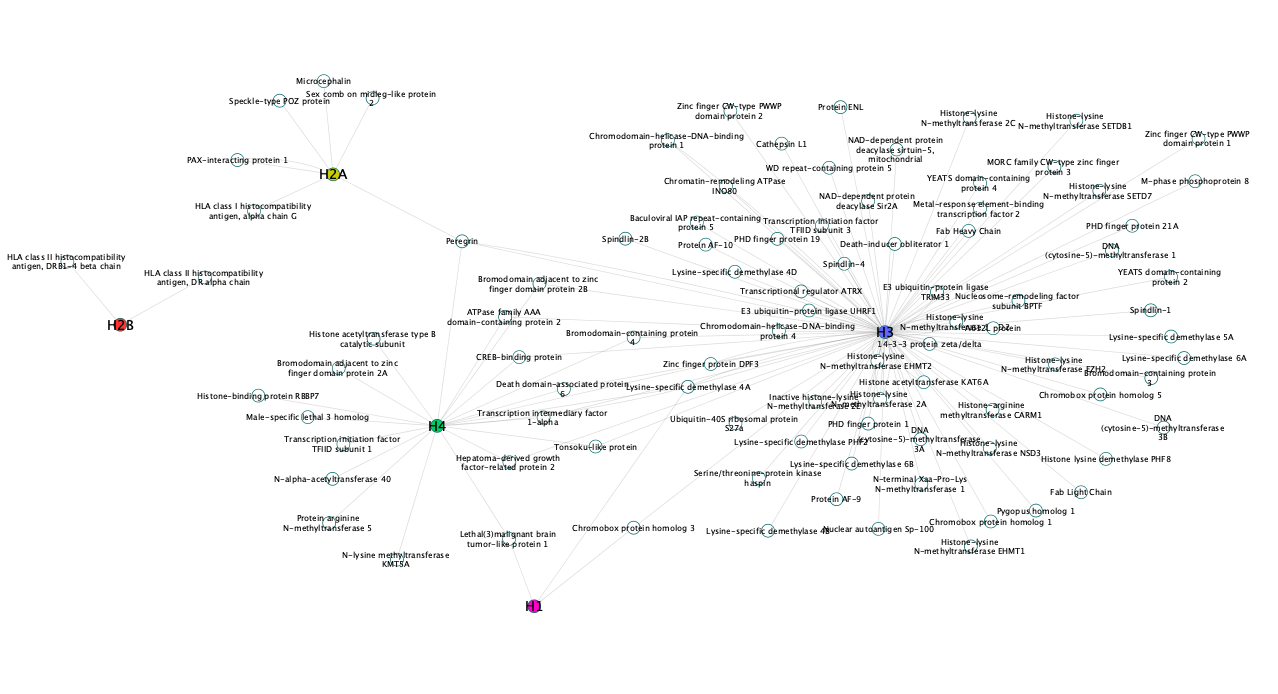 Microcephalin
Speckle-type POZ protein
Sex comb on midleg-like protein
2
PAX-interacting protein 1
H2A
HLA class I histocompatibility
antigen, alpha chain G
HLA class II histocompatibility
antigen, DRB1-4 beta chain
HLA class II histocompatibility
antigen, DR alpha chain
H2B
Peregrin
Bromodomain adjacent to zinc
finger domain protein 2B
ATPase family AAA
domain-containing protein 2
Histone acetyltransferase type B
catalytic subunit
Bromodomain-containing protein
4
CREB-binding protein
Bromodomain adjacent to zinc
finger domain protein 2A
Zinc finger protein DPF3
Death domain-associated protein
6
Lysine-specific demethylase 4A
Histone-binding protein RBBP7
Male-specific lethal 3 homolog
Transcription intermediary factor
1-alpha
H4
Transcription initiation factor
TFIID subunit 1
Tonsoku-like protein
Hepatoma-derived growth
factor-related protein 2
N-alpha-acetyltransferase 40
Protein arginine
N-methyltransferase 5
Lethal(3)malignant brain
tumor-like protein 1
N-lysine methyltransferase
KMT5A
Chromobox protein homolog 3
H1
Zinc finger CW-type PWWP
domain protein 2
Protein ENL
Histone-lysine
N-methyltransferase 2C
Histone-lysine
N-methyltransferase SETDB1
Chromodomain-helicase-DNA-binding
protein 1
Cathepsin L1
NAD-dependent protein
deacylase sirtuin-5,
mitochondrial
Zinc finger CW-type PWWP
domain protein 1
WD repeat-containing protein 5
MORC family CW-type zinc finger
protein 3
Chromatin-remodeling ATPase
INO80
YEATS domain-containing
protein 4
M-phase phosphoprotein 8
NAD-dependent protein
deacylase Sir2A
Histone-lysine
N-methyltransferase SETD7
Metal-response element-binding
transcription factor 2
Baculoviral IAP repeat-containing
protein 5
Transcription initiation factor
TFIID subunit 3
Fab Heavy Chain
PHD finger protein 21A
Spindlin-2B
Protein AF-10
PHD finger protein 19
Death-inducer obliterator 1
DNA
(cytosine-5)-methyltransferase 1
Spindlin-4
Lysine-specific demethylase 4D
YEATS domain-containing
protein 2
Transcriptional regulator ATRX
E3 ubiquitin-protein ligase
TRIM33
Nucleosome-remodeling factor
subunit BPTF
E3 ubiquitin-protein ligase UHRF1
Spindlin-1
Chromodomain-helicase-DNA-binding
protein 4
H3
Histone-lysine
Lysine-specific demethylase 5A
14-3-3 protein zeta/delta
Histone-lysine
N-methyltransferase EHMT2
Lysine-specific demethylase 6A
Histone-lysine
N-methyltransferase EZH2
Bromodomain-containing protein
3
Histone acetyltransferase KAT6A
Chromobox protein homolog 5
Inactive histone-lysine
N-methyltransferase 2E
Histone-lysine
N-methyltransferase 2A
Histone-arginine
methyltransferase CARM1
Ubiquitin-40S ribosomal protein
S27a
PHD finger protein 1
DNA
(cytosine-5)-methyltransferase
3B
Lysine-specific demethylase PHF2
DNA
(cytosine-5)-methyltransferase
3A
Histone-lysine
N-methyltransferase NSD3
Histone lysine demethylase PHF8
Lysine-specific demethylase 6B
Serine/threonine-protein kinase
haspin
N-terminal Xaa-Pro-Lys
N-methyltransferase 1
Fab Light Chain
Protein AF-9
Pygopus homolog 1
Chromobox protein homolog 1
Nuclear autoantigen Sp-100
Histone-lysine
N-methyltransferase EHMT1